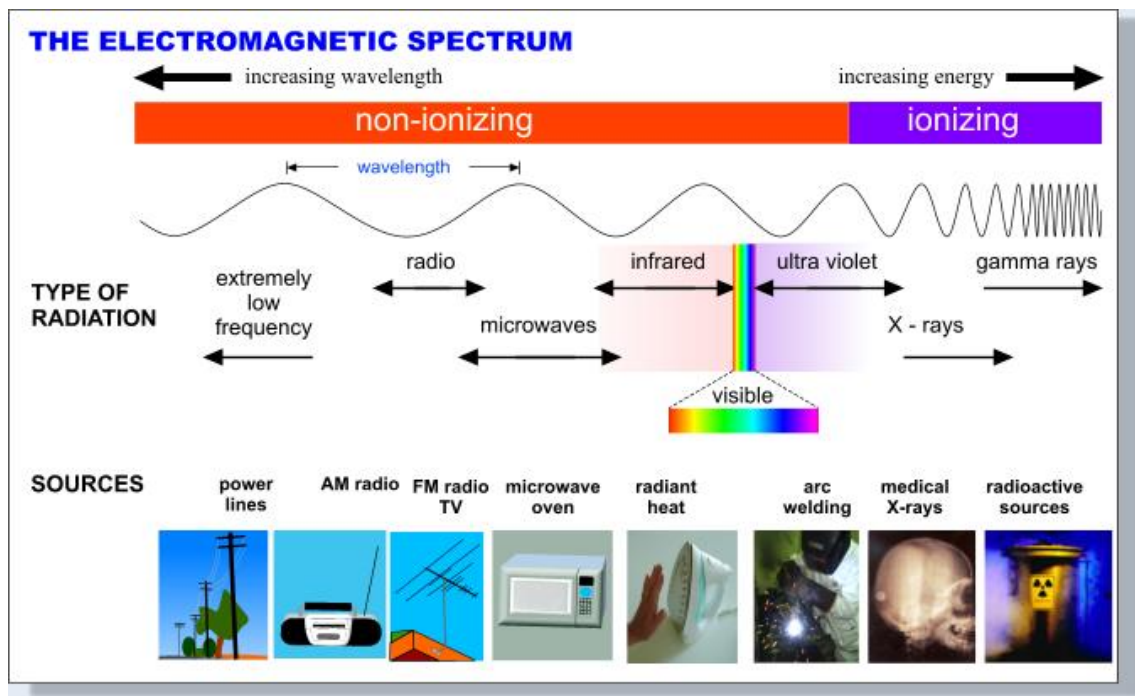 THE ELECTROMAGNETIC SPECTRUM
increasing wavelength
increasing energy
non-ionizing
ionizing
wavelength
TYPE OF
RADIATION
extremely
low
frequency
radio
microwaves
infrared
visible
ultra violet
X - rays
gamma rays
SOURCES
power
lines
AM radio
FM radio
TV
microwave
oven
radiant
heat
arc
welding
medical
X-rays
radioactive
sources